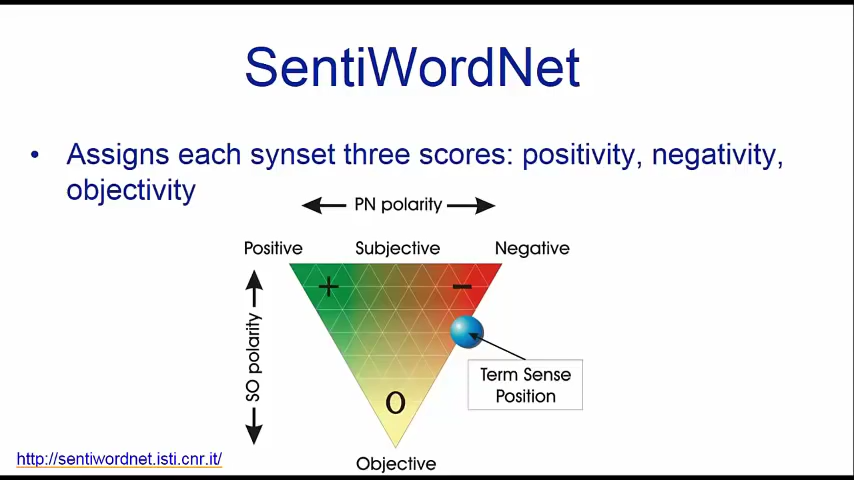 SentiWordNet
• Assigns each synset three scores: positivity, negativity,
objectivity
PN polarity
Positive Subjective Negative
+ −
SO polarity
Term Sense
Position
O
http://sentiwordnet.isti.cnr.it/
Objective